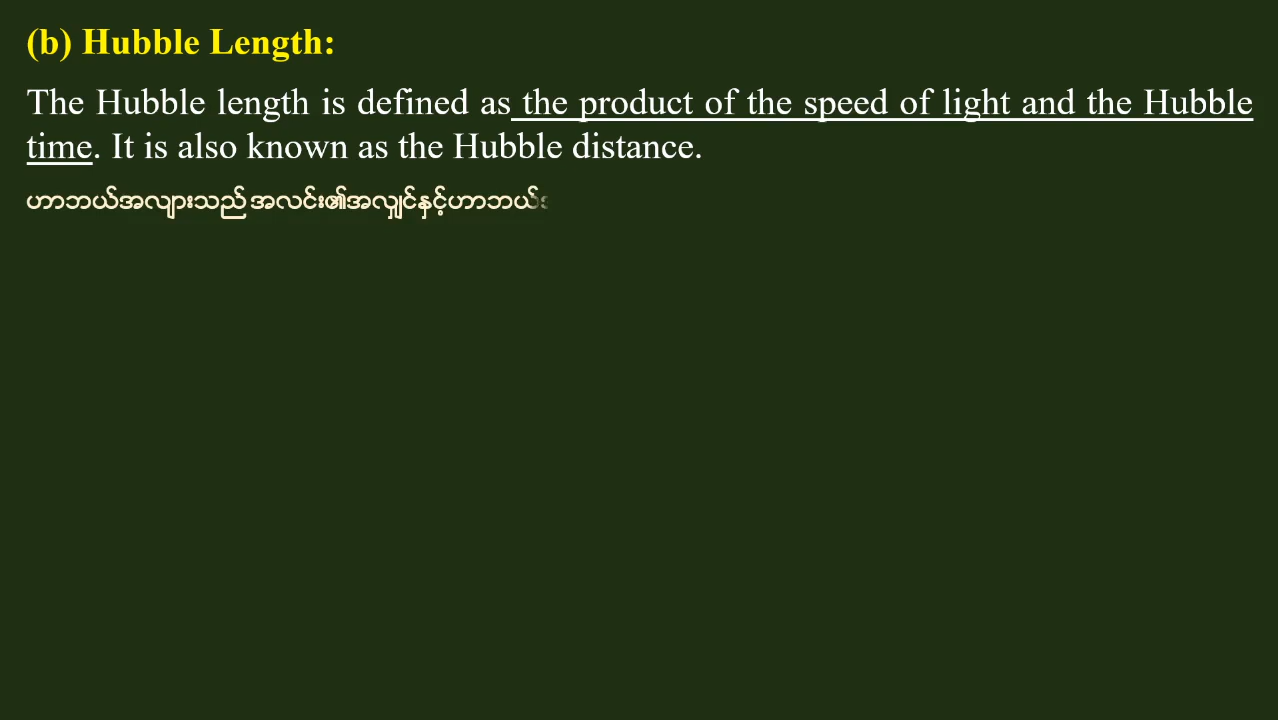 (b) Hubble Length:
The Hubble length is defined as the product of the speed of light and the Hubble
time. It is also known as the Hubble distance.
ဟာဘယ်အလျားသည် အလင်း၏အလျှင်နှင့်ဟာဘယ်